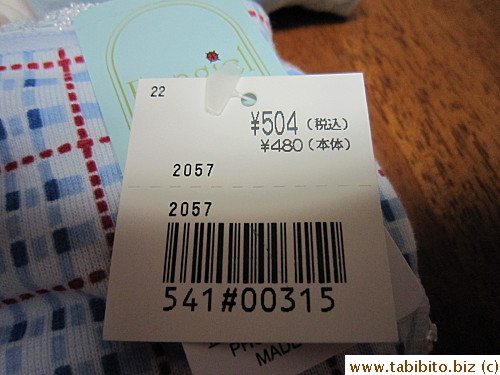 22
¥504(税込)
¥480(本体)
2057
2057
541#00315
MADE
www.tabibito.biz (c)